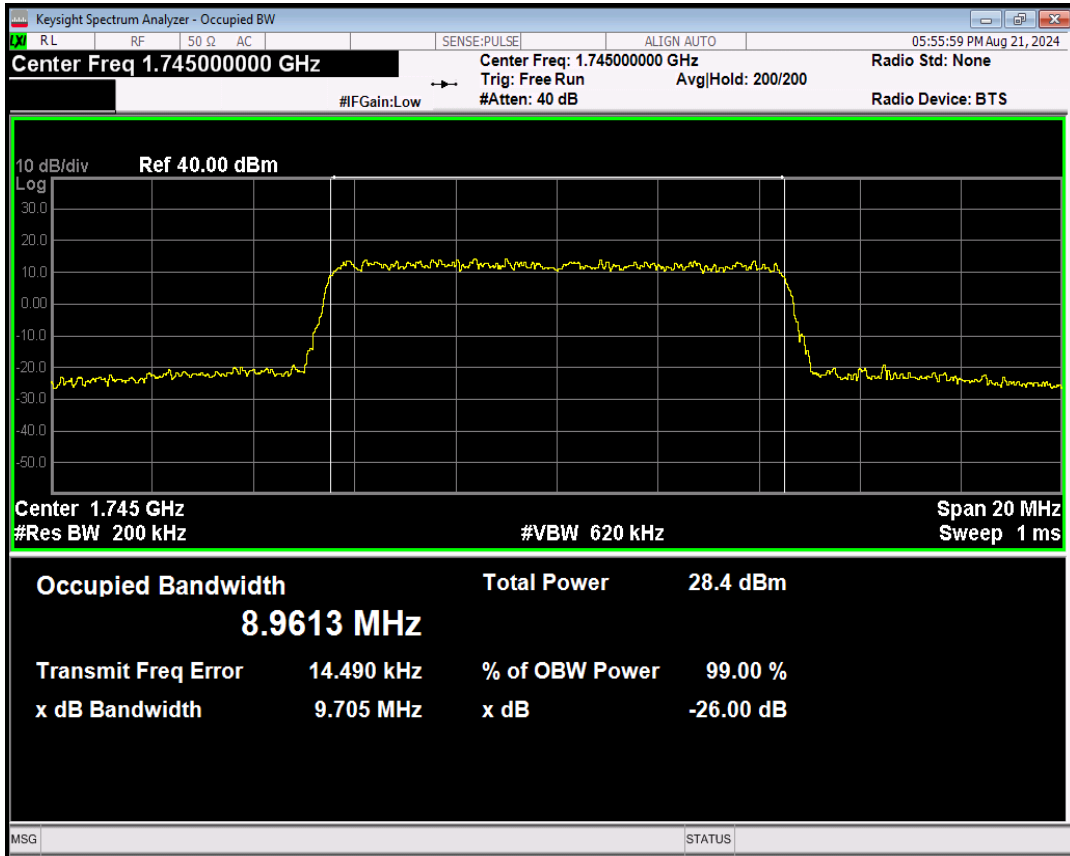 Keysight Spectrum Analyzer - Occupied BW
LXI RL RF 50 Ω AC SENSE:PULSE ALIGN AUTO 05:55:59 PM Aug 21, 2024
Center Freq 1.745000000 GHz Center Freq: 1.745000000 GHz Radio Std: None
Trig: Free Run Avg|Hold: 200/200
#IFGain:Low #Atten: 40 dB Radio Device: BTS
10 dB/div Ref 40.00 dBm
Log
30.0
20.0
10.0
0.00
-10.0
-20.0
-30.0
-40.0
-50.0
Center 1.745 GHz Span 20 MHz
#Res BW 200 kHz #VBW 620 kHz Sweep 1 ms
Occupied Bandwidth Total Power 28.4 dBm
8.9613 MHz
Transmit Freq Error 14.490 kHz % of OBW Power 99.00 %
x dB Bandwidth 9.705 MHz x dB -26.00 dB
MSG STATUS